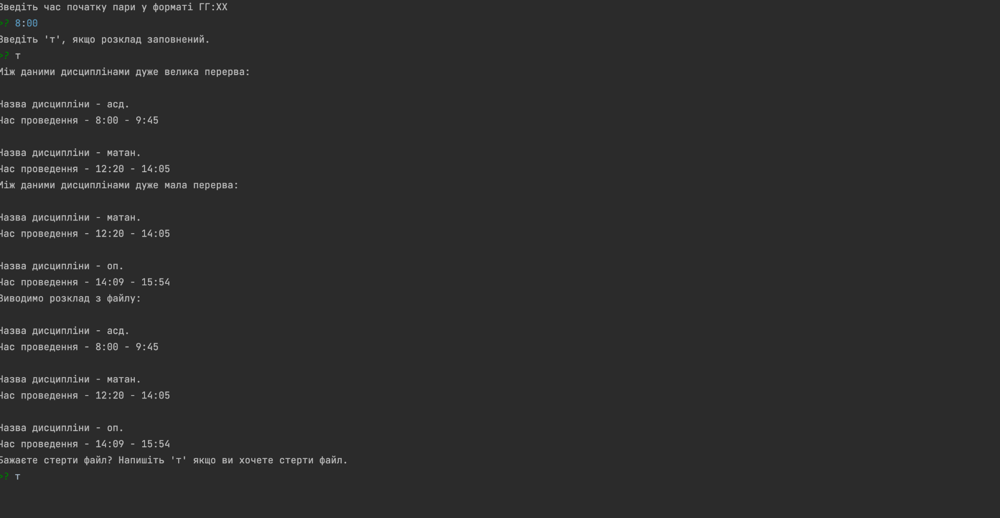 Введіть час початку пари у форматі ГГ:ХХ
>? 8:00
Введіть 'т', якщо розклад заповнений.
>? т
Між даними дисциплінами дуже велика перерва:
Назва дисципліни - асд.
Час проведення - 8:00 - 9:45
Назва дисципліни - матан.
Час проведення - 12:20 - 14:05
Між даними дисциплінами дуже мала перерва:
Назва дисципліни - матан.
Час проведення - 12:20 - 14:05
Назва дисципліни - оп.
Час проведення - 14:09 - 15:54
Виводимо розклад з файлу:
Назва дисципліни - асд.
Час проведення - 8:00 - 9:45
Назва дисципліни - матан.
Час проведення - 12:20 - 14:05
Назва дисципліни - оп.
Час проведення - 14:09 - 15:54
Бажаєте стерти файл? Напишіть 'т' якщо ви хочете стерти файл.
>? т